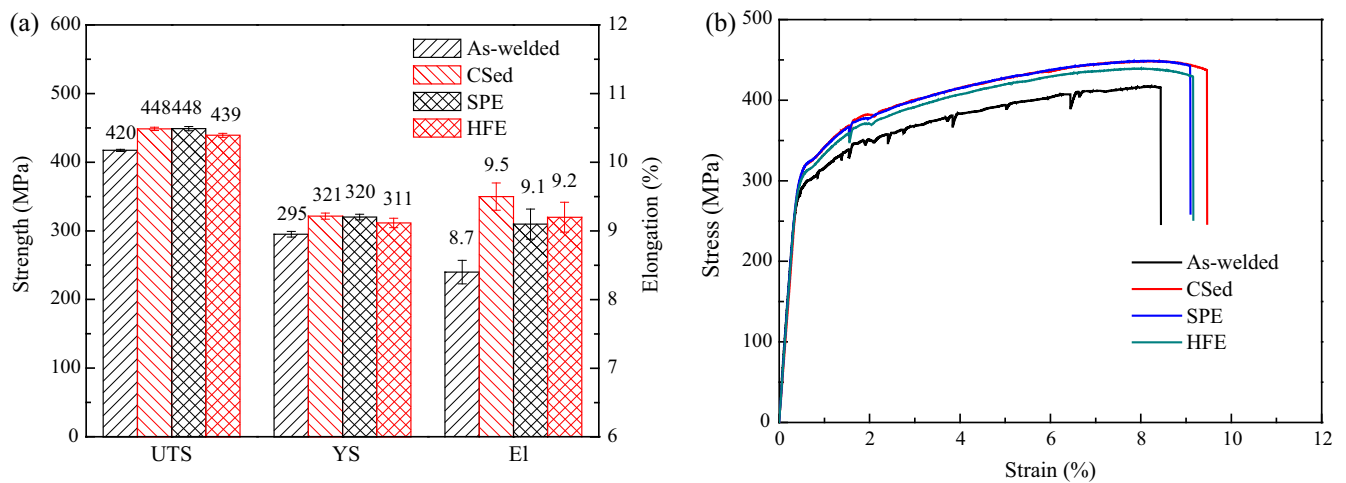 (a)
600
500
400
300
200
100
0
Strength (MPa)
420
448
448
439
295
321
320
311
8.7
9.5
9.1
9.2
As-welded
CSed
SPE
HFE
12
11
10
9
8
7
6
Elongation (%)
UTS
YS
El
(b)
500
400
300
200
100
0
Stress (MPa)
As-welded
CSed
SPE
HFE
0
2
4
6
8
10
12
Strain (%)